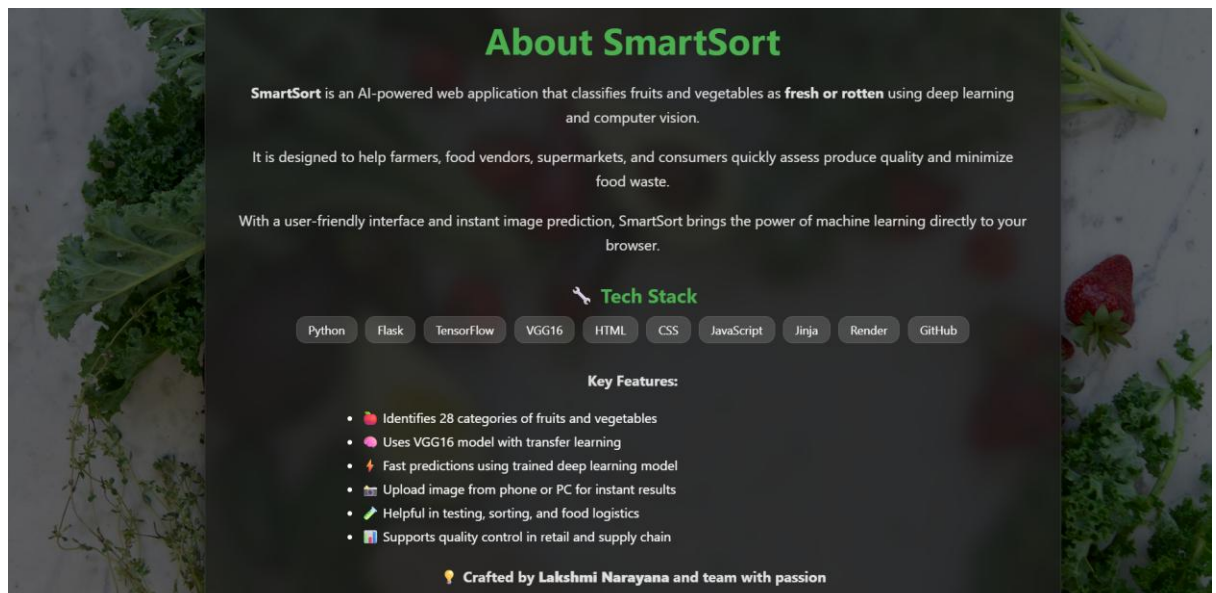 About SmartSort
SmartSort is an AI-powered web application that classifies fruits and vegetables as fresh or rotten using deep learning
and computer vision.
It is designed to help farmers, food vendors, supermarkets, and consumers quickly assess produce quality and minimize
food waste.
With a user-friendly interface and instant image prediction, SmartSort brings the power of machine learning directly to your
browser.
🔧 Tech Stack
Python Flask TensorFlow VGG16 HTML CSS JavaScript Jinja Render GitHub
Key Features:
• 🍎 Identifies 28 categories of fruits and vegetables
• 🧠 Uses VGG16 model with transfer learning
• ⚡ Fast predictions using trained deep learning model
• 📸 Upload image from phone or PC for instant results
• 🧪 Helpful in testing, sorting, and food logistics
• 📊 Supports quality control in retail and supply chain
💡 Crafted by Lakshmi Narayana and team with passion